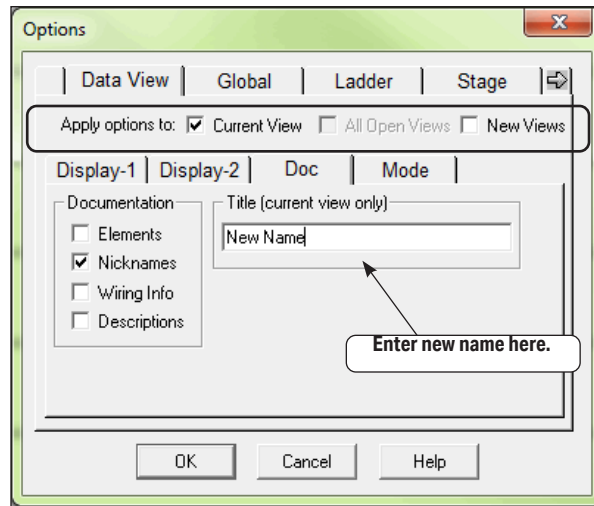 Options
Data View Global Ladder Stage
Apply options to: Current View All Open Views New Views
Display-1 Display-2 Doc Mode
Documentation
Elements
Nicknames
Wiring Info
Descriptions
Title (current view only)
New Name
Enter new name here.
OK Cancel Help